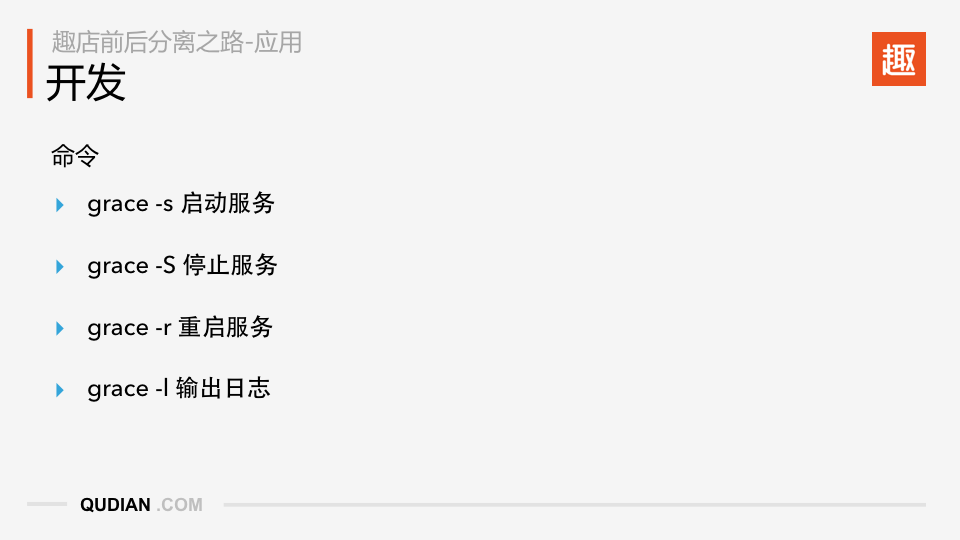 趣店前后分离之路-应用
开发
趣
命令
grace -s 启动服务
grace -S 停止服务
grace -r 重启服务
grace -l 输出日志
QUDIAN .COM